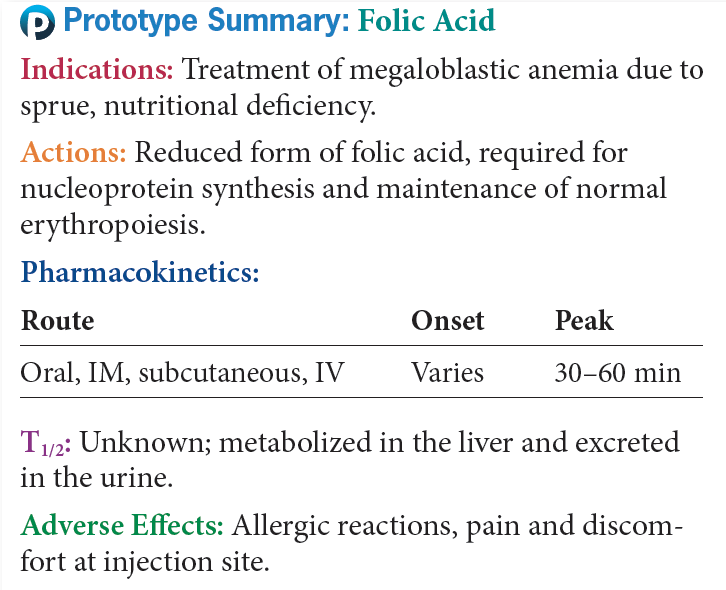 P Prototype Summary: Folic Acid
Indications: Treatment of megaloblastic anemia due to
sprue, nutritional deficiency.
Actions: Reduced form of folic acid, required for
nucleoprotein synthesis and maintenance of normal
erythropoiesis.
Pharmacokinetics:
Route Onset Peak
Oral, IM, subcutaneous, IV Varies 30–60 min
T1/2: Unknown; metabolized in the liver and excreted
in the urine.
Adverse Effects: Allergic reactions, pain and discom-
fort at injection site.